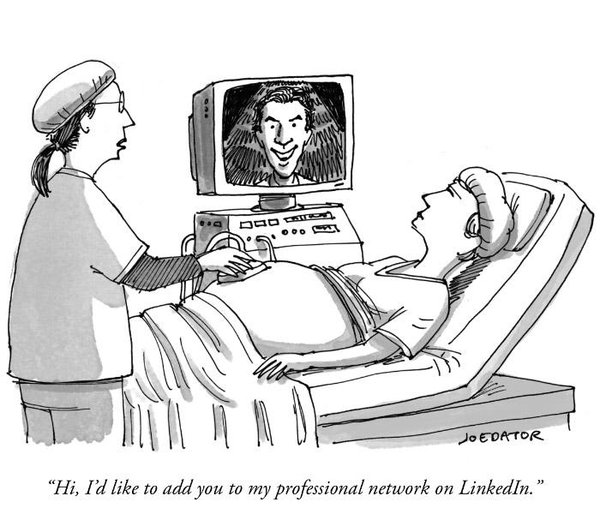 JOEDATOR
“Hi, I’d like to add you to my professional network on LinkedIn.”